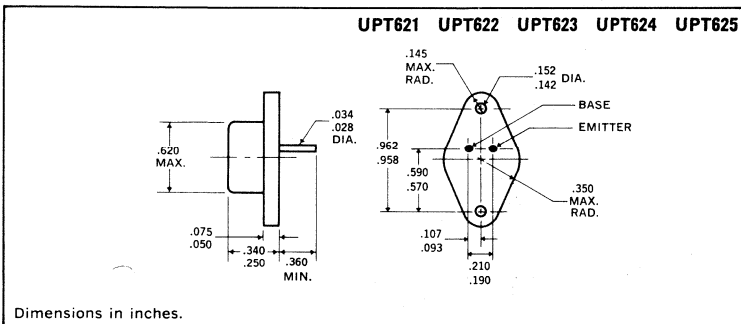 UPT621 UPT622 UPT623 UPT624 UPT625
.145
MAX.
RAD.
.152
.142
DIA.
BASE
EMITTER
.034
.028
DIA.
.620
MAX.
.962
.958
.590
.570
.350
MAX.
RAD.
.075
.050
.340
.250
.360
MIN.
.107
.093
.210
.190
Dimensions in inches.